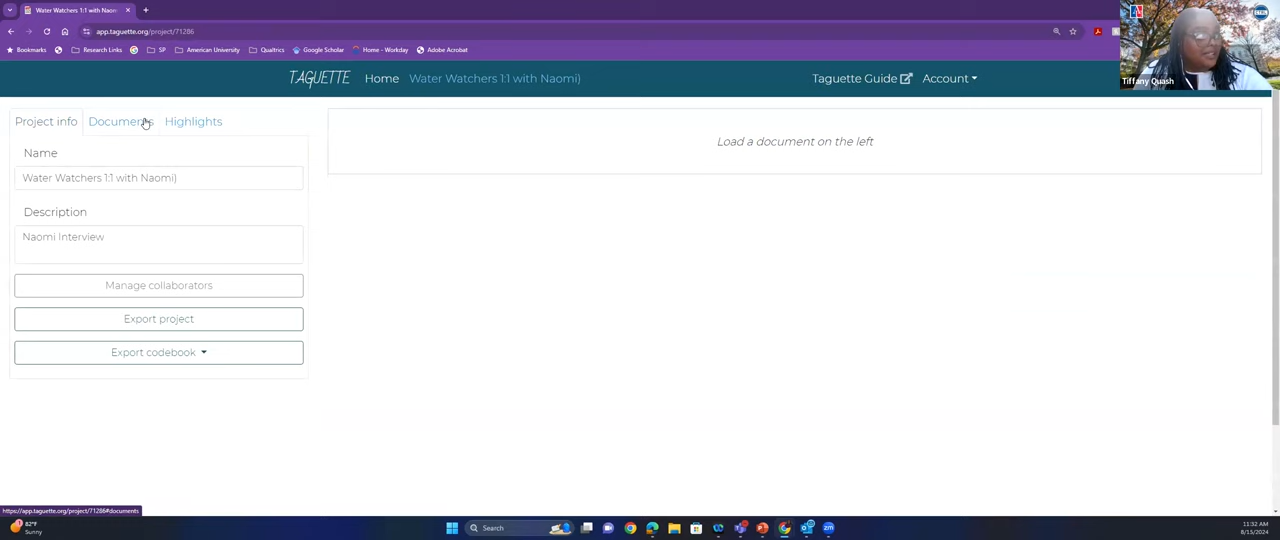 Water Watchers 1:1 with Naomi
app.taguette.org/project/71286
Bookmarks Research Links SP American University Qualtrics Google Scholar Home - Workday Adobe Acrobat
Tiffany Quash
TAGUETTE Home Water Watchers 1:1 with Naomi) Taguette Guide Account
Project info Documents Highlights
Load a document on the left
Name
Water Watchers 1:1 with Naomi)
Description
Naomi Interview
Manage collaborators
Export project
Export codebook
https://app.taguette.org/project/71286#documents
82°F
Sunny
Search
11:32 AM
8/13/2024